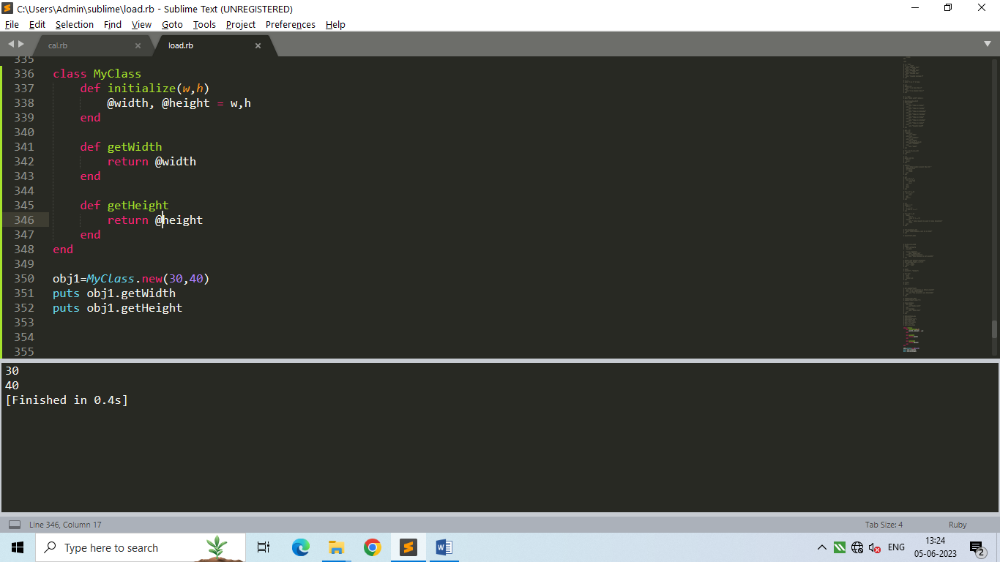 C:\Users\Admin\sublime\load.rb - Sublime Text (UNREGISTERED)
File Edit Selection Find View Goto Tools Project Preferences Help
cal.rb load.rb
335
336 class MyClass
337 def initialize(w,h)
338 @width, @height = w,h
339 end
340
341 def getWidth
342 return @width
343 end
344
345 def getHeight
346 return @height
347 end
348 end
349
350 obj1=MyClass.new(30,40)
351 puts obj1.getWidth
352 puts obj1.getHeight
353
354
355
30
40
[Finished in 0.4s]
Line 346, Column 17 Tab Size: 4 Ruby
Type here to search ENG 13:24
05-06-2023 2